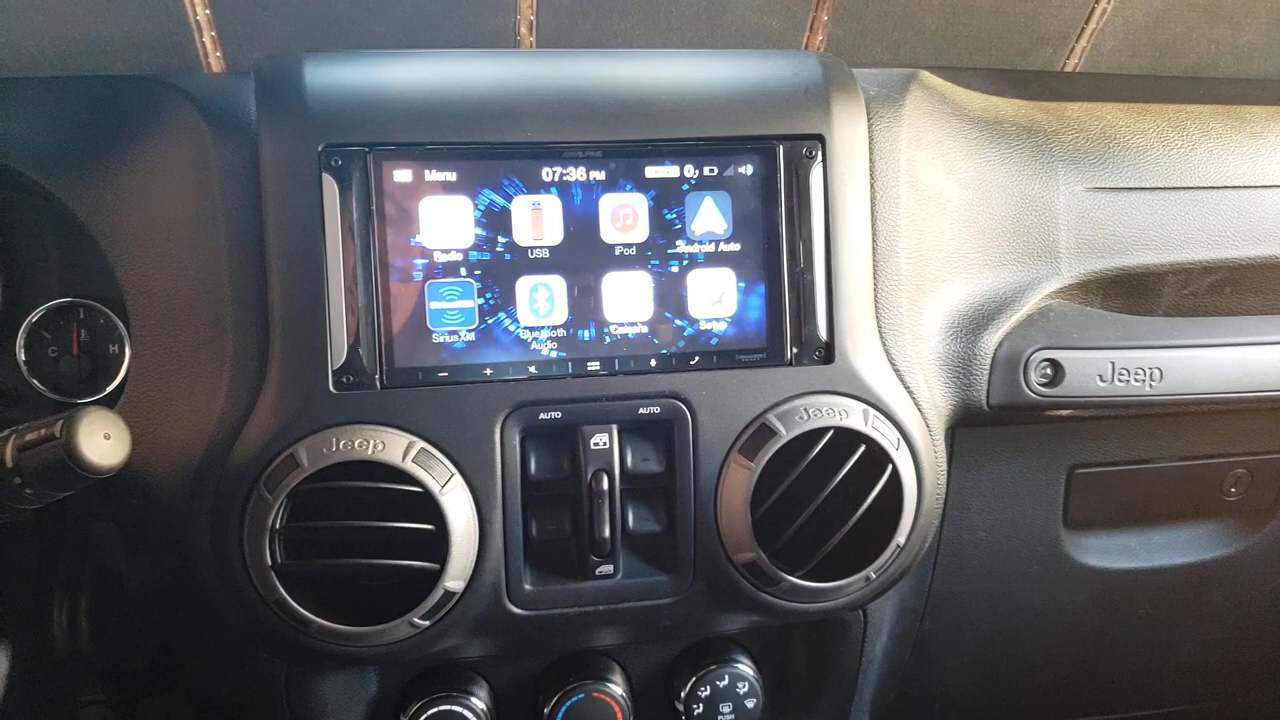 ALPINE
Menu
07:36 PM
Radio
USB
iPod
Android Auto
SiriusXM
Bluetooth
Audio
Camera
Setup
C
H
Jeep
AUTO
AUTO
Jeep
Jeep
PUSH